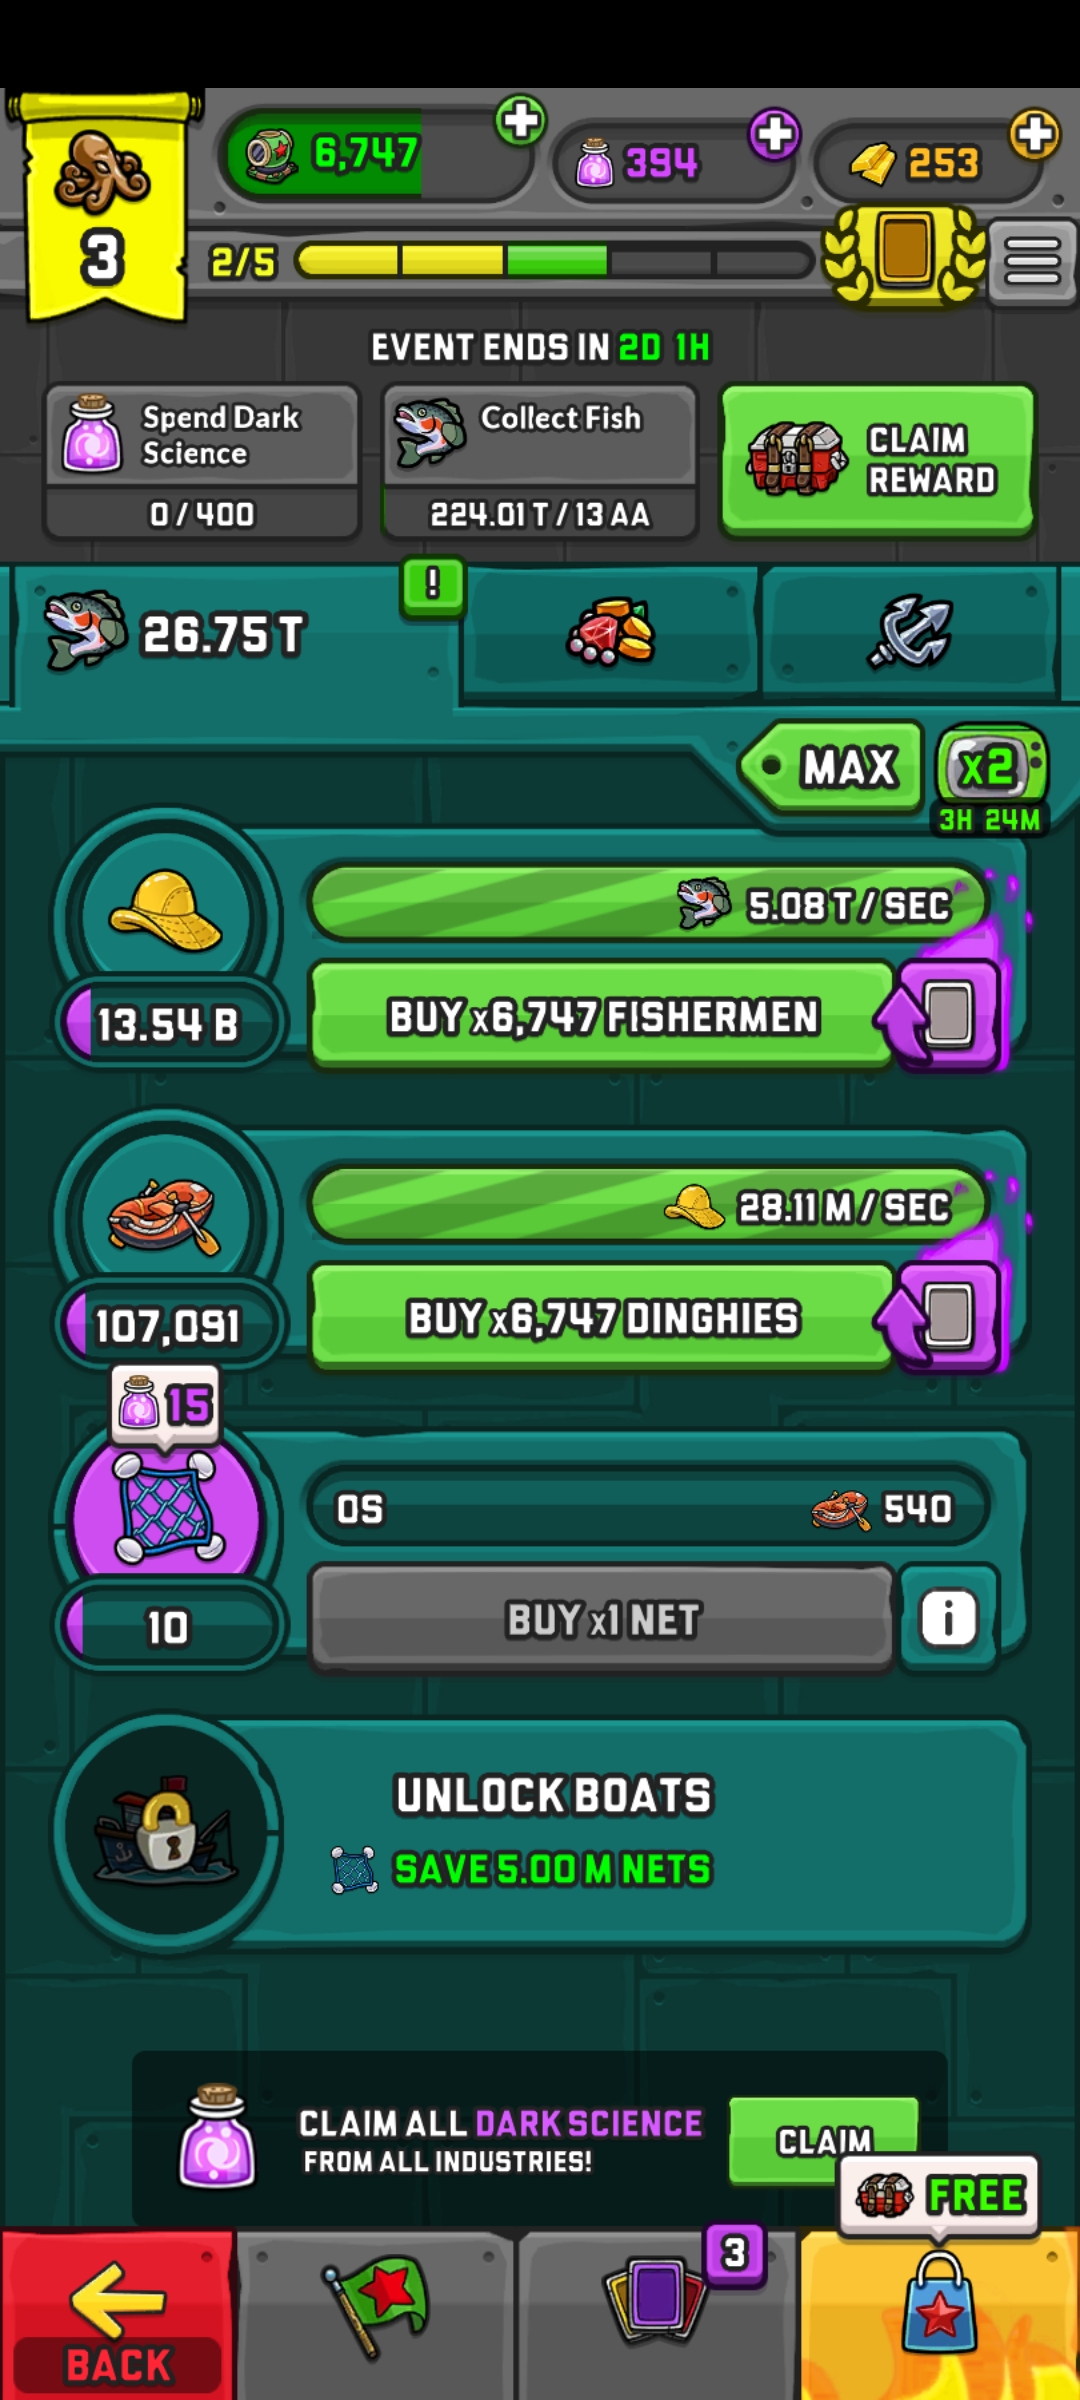 6,747
394
253
3
2/5
EVENT ENDS IN 2D 1H
Spend Dark
Science
0 / 400
Collect Fish
224.01 T / 13 AA
CLAIM
REWARD
26.75 T
!
MAX
x2
3H 24M
5.08 T / SEC
13.54 B
BUY x6,747 FISHERMEN
28.11 M / SEC
107,091
BUY x6,747 DINGHIES
15
0S
540
10
BUY x1 NET
i
UNLOCK BOATS
SAVE 5.00 M NETS
CLAIM ALL DARK SCIENCE
FROM ALL INDUSTRIES!
CLAIM
FREE
3
BACK